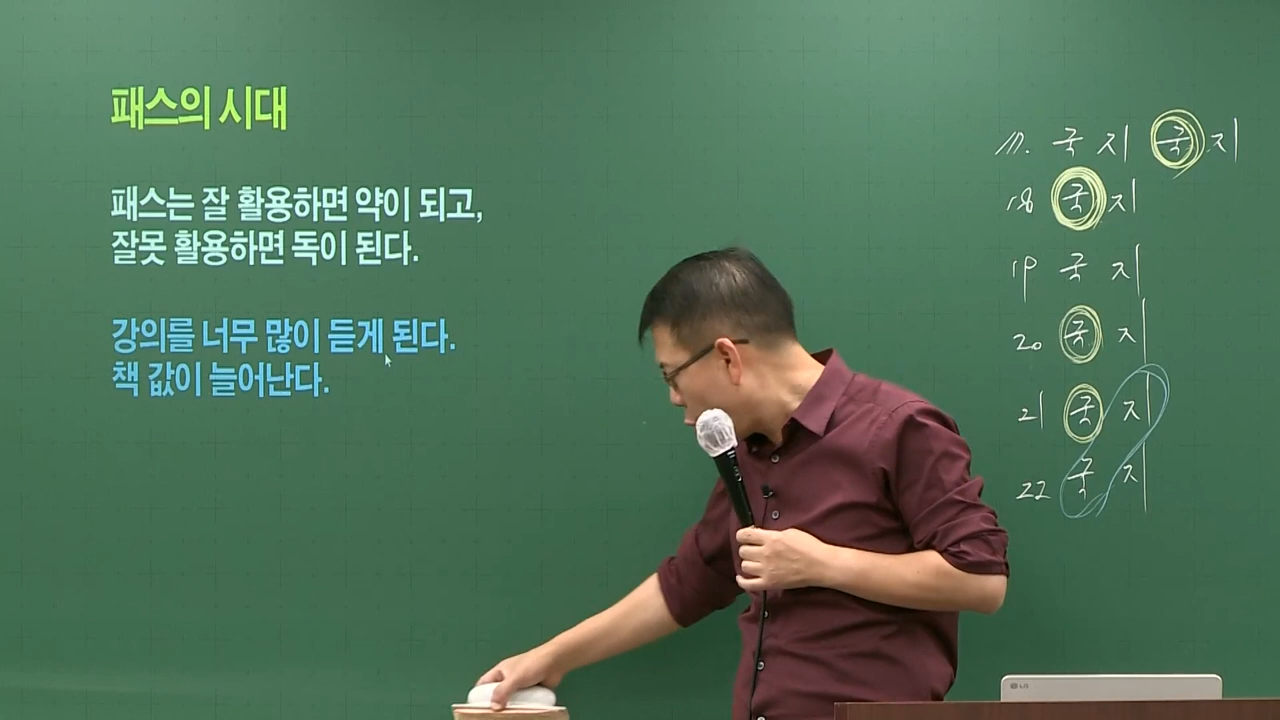 패스의 시대
패스는 잘 활용하면 약이 되고,
잘못 활용하면 독이 된다.
강의를 너무 많이 듣게 된다.
책 값이 늘어난다.
17. 국 지 국 지
18 국 지
19 국 지
20 국 지
21 국 지
22 국 지
LG